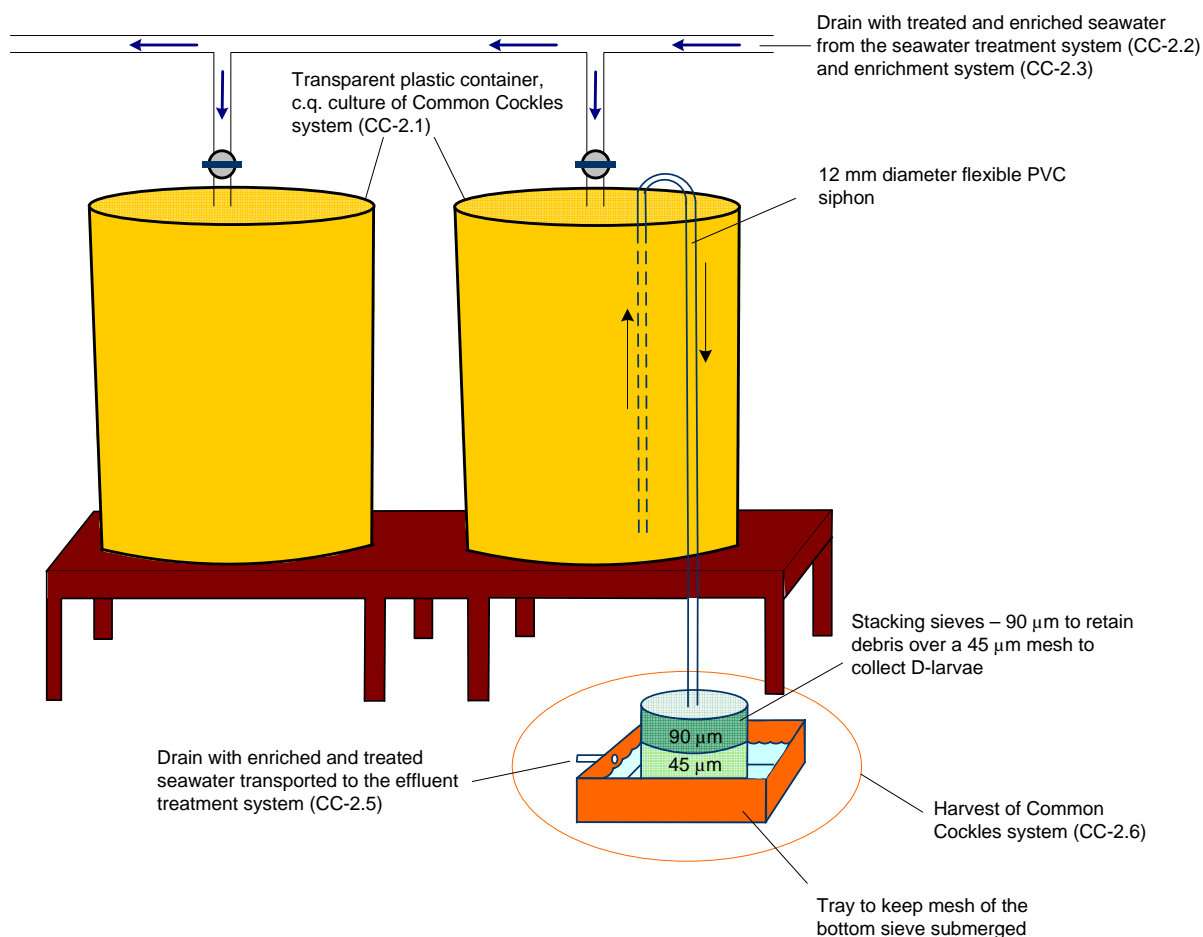 Drain with treated and enriched seawater
from the seawater treatment system (CC-2.2)
and enrichment system (CC-2.3)
Transparent plastic container,
c.q. culture of Common Cockles
system (CC-2.1)
12 mm diameter flexible PVC
siphon
Stacking sieves – 90 μm to retain
debris over a 45 μm mesh to
collect D-larvae
90 μm
45 μm
Drain with enriched and treated
seawater transported to the effluent
treatment system (CC-2.5)
Harvest of Common
Cockles system (CC-2.6)
Tray to keep mesh of the
bottom sieve submerged